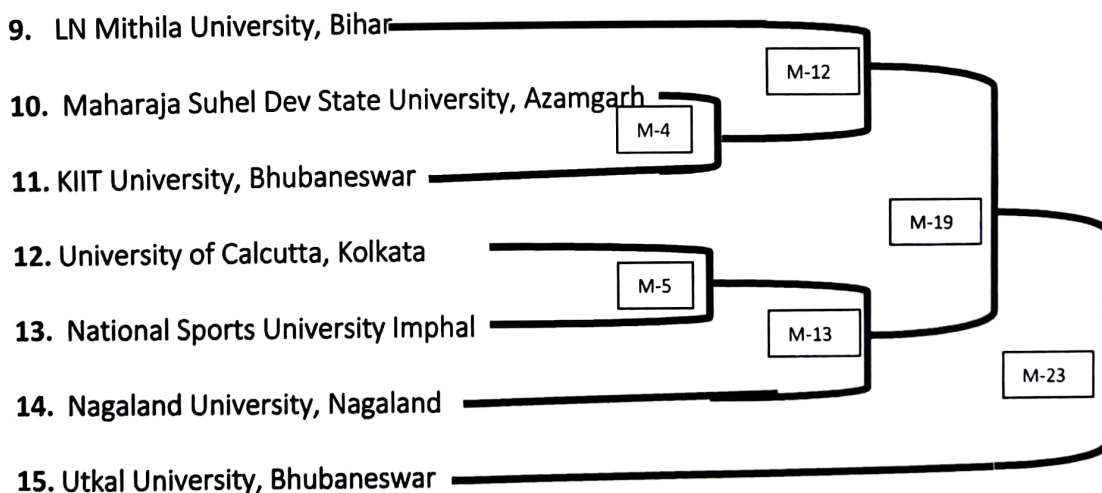 9. LN Mithila University, Bihar
M-12
10. Maharaja Suhel Dev State University, Azamgarh
M-4
11. KIIT University, Bhubaneswar
M-19
12. University of Calcutta, Kolkata
M-5
13. National Sports University Imphal
M-13
M-23
14. Nagaland University, Nagaland
15. Utkal University, Bhubaneswar